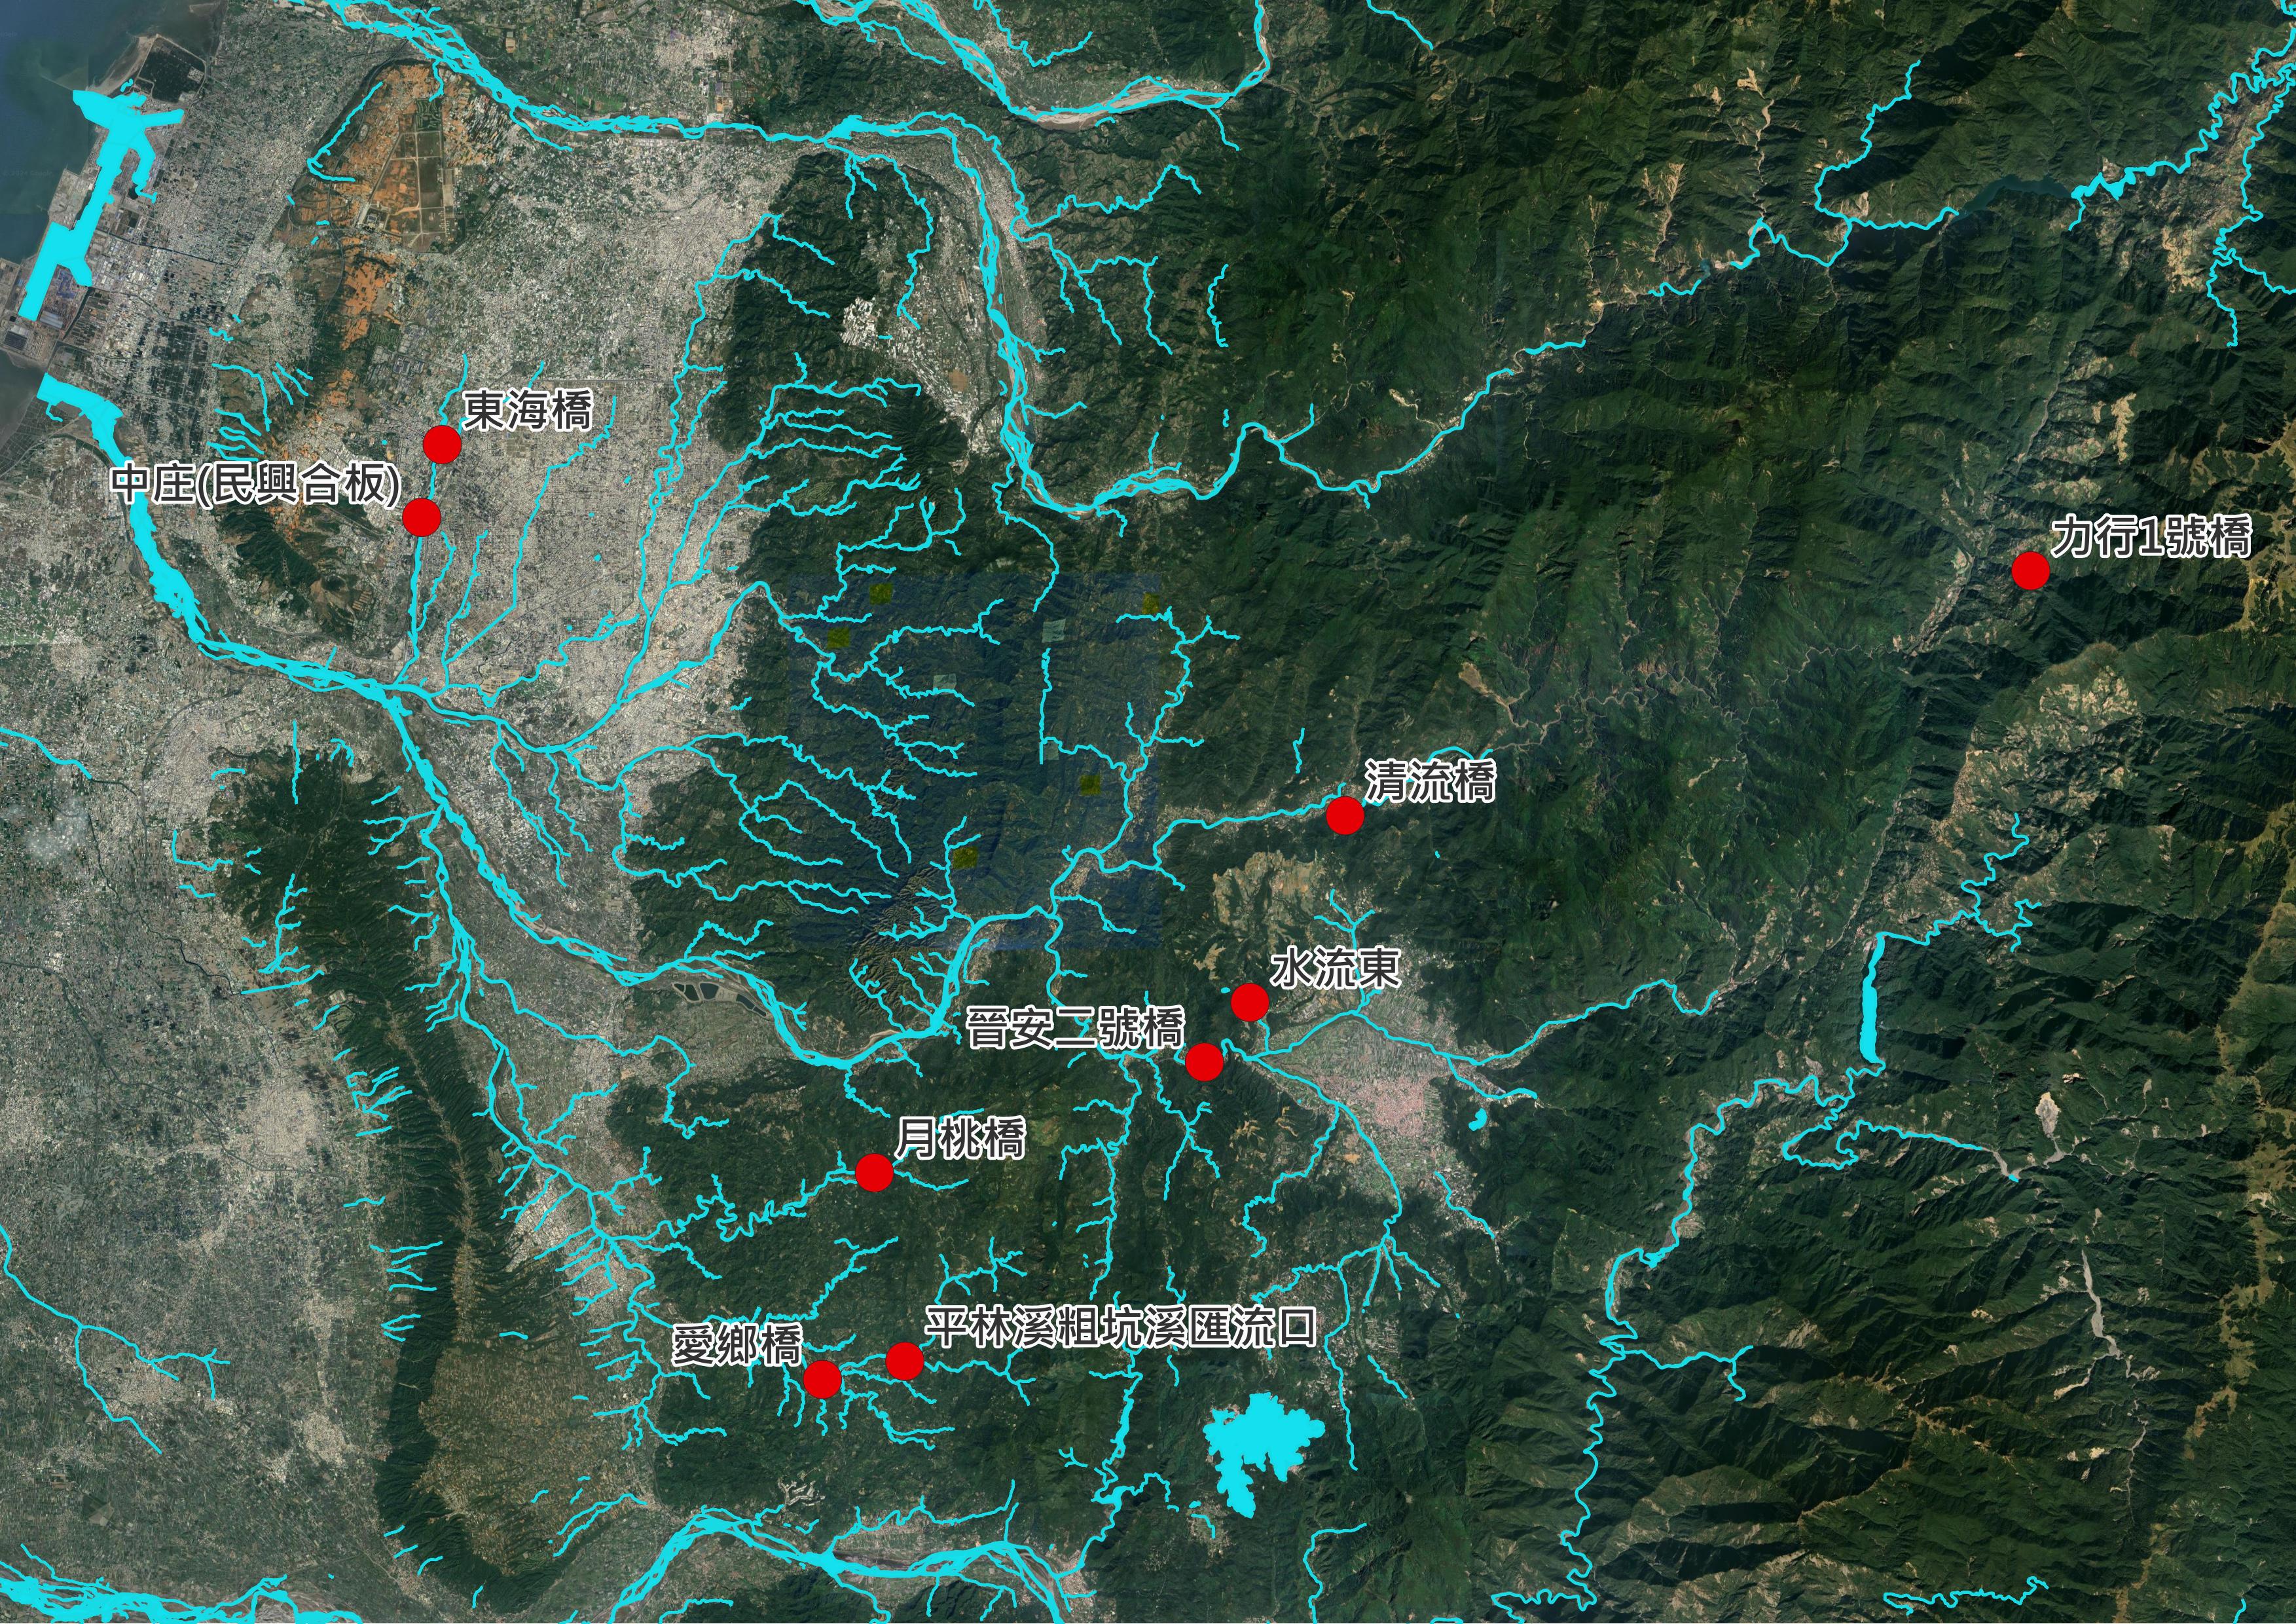 東海橋
中庄(民興合板)
力行1號橋
清流橋
水流東
晉安二號橋
月桃橋
平林溪粗坑溪匯流口
愛鄉橋